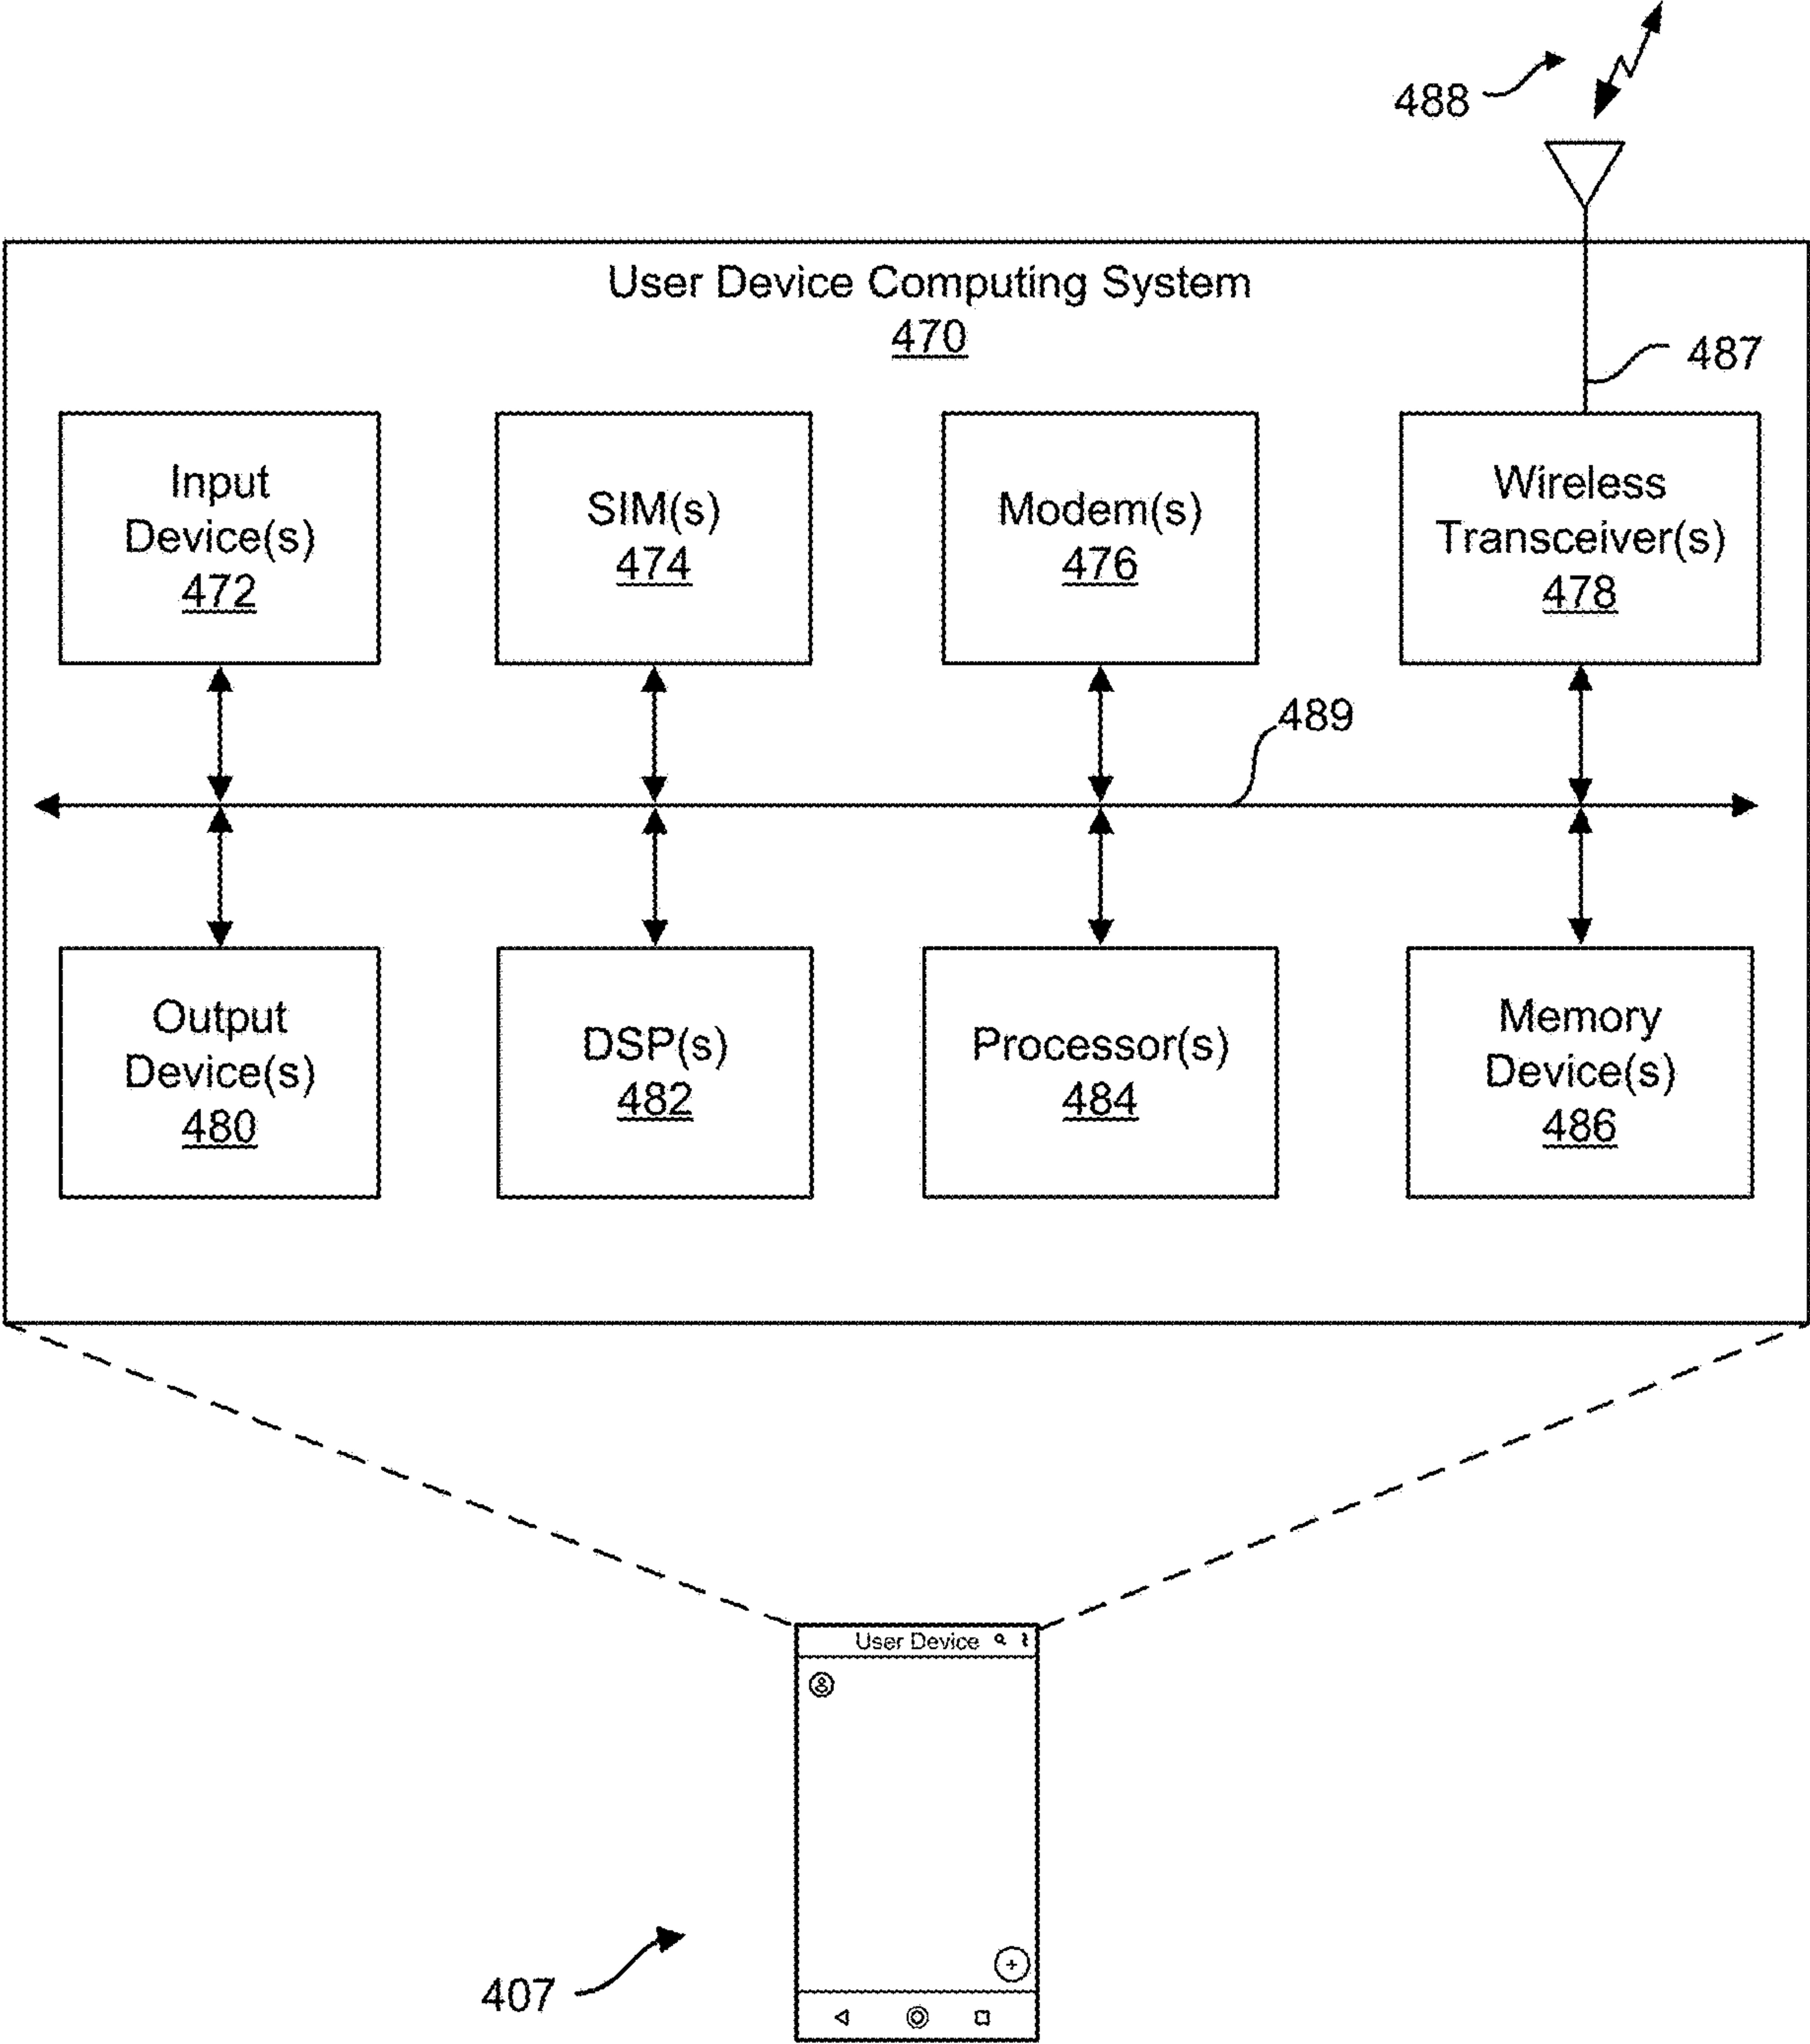 488
User Device Computing System
470
487
Input
Device(s)
472
SIM(s)
474
Modem(s)
476
Wireless
Transceiver(s)
478
489
Output
Device(s)
480
DSP(s)
482
Processor(s)
484
Memory
Device(s)
486
User Device
407